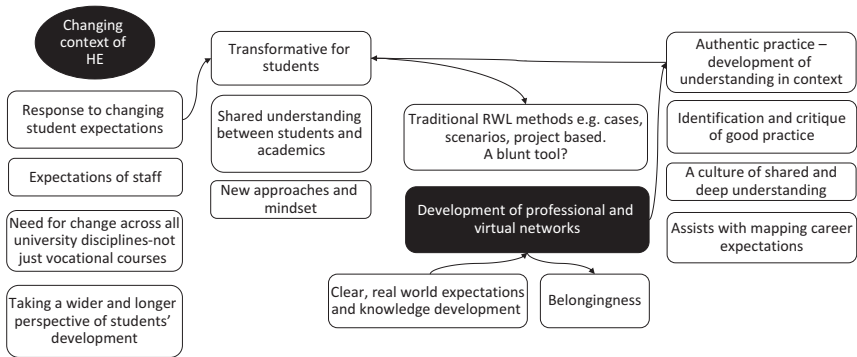 Changing
context of
HE
Response to changing
student expectations
Expectations of staff
Need for change across all
university disciplines-not
just vocational courses
Taking a wider and longer
perspective of students’
development
Transformative for
students
Shared understanding
between students and
academics
New approaches and
mindset
Traditional RWL methods e.g. cases,
scenarios, project based.
A blunt tool?
Development of professional and
virtual networks
Clear, real world expectations
and knowledge development
Belongingness
Authentic practice –
development of
understanding in context
Identification and critique
of good practice
A culture of shared and
deep understanding
Assists with mapping career
expectations